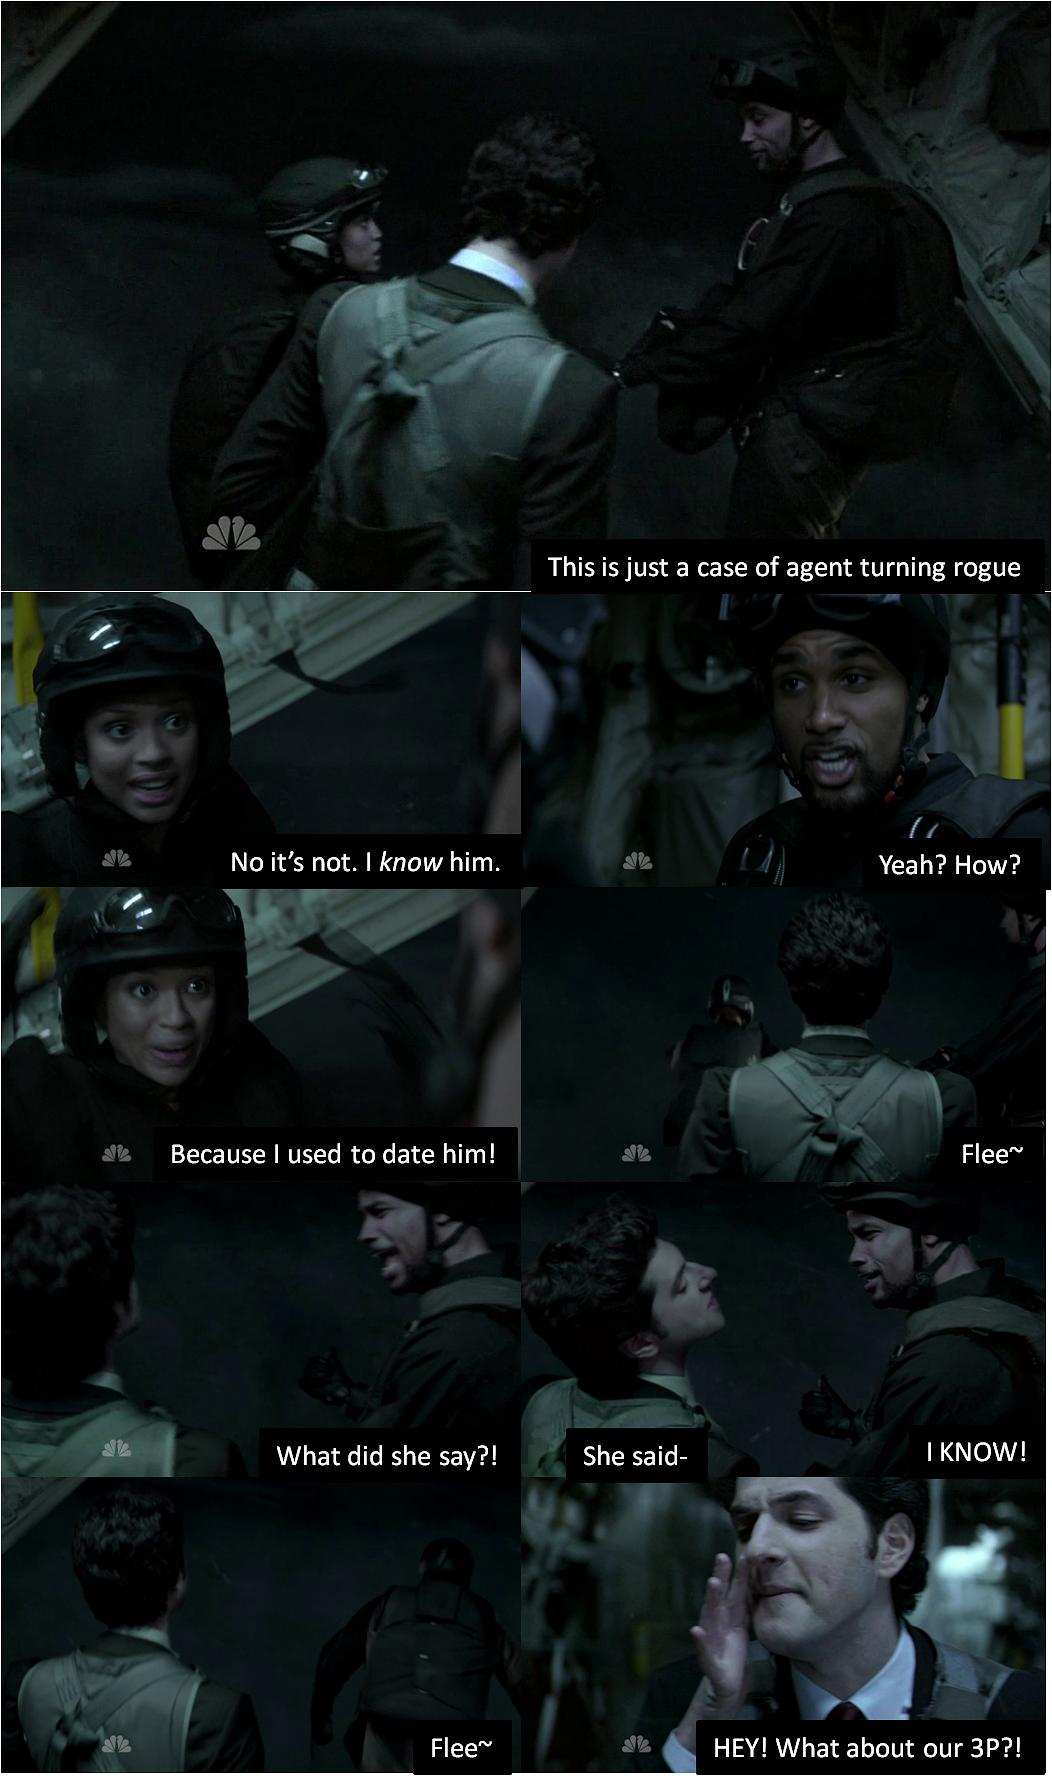 This is just a case of agent turning rogue
No it's not. I know him.
Yeah? How?
Because I used to date him!
Flee~
What did she say?!
She said-
I KNOW!
Flee~
HEY! What about our 3P?!